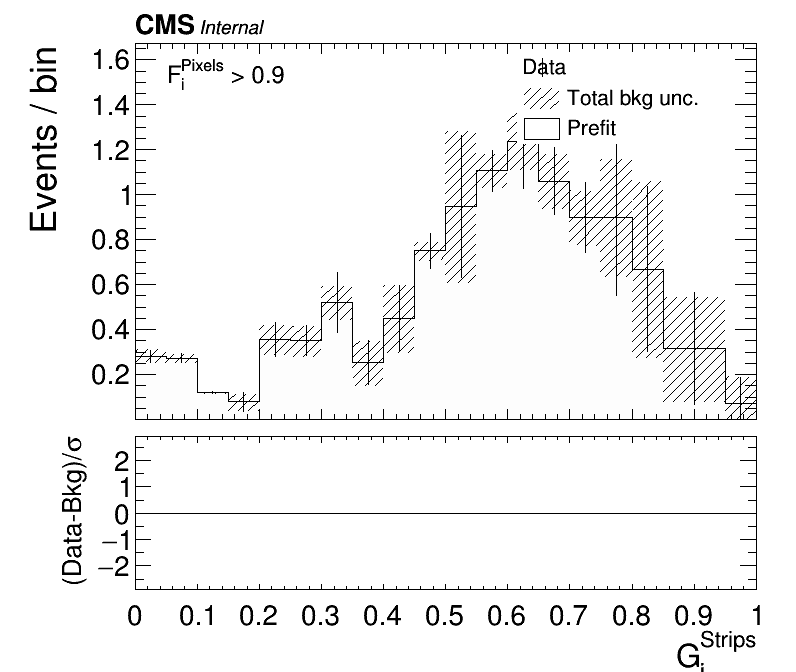 CMS Internal
F_i^Pixels > 0.9
Data
Total bkg unc.
Prefit
Events / bin
1.6
1.4
1.2
1
0.8
0.6
0.4
0.2
(Data-Bkg)/σ
2
1
0
−1
−2
0 0.1 0.2 0.3 0.4 0.5 0.6 0.7 0.8 0.9 1
G_i^Strips